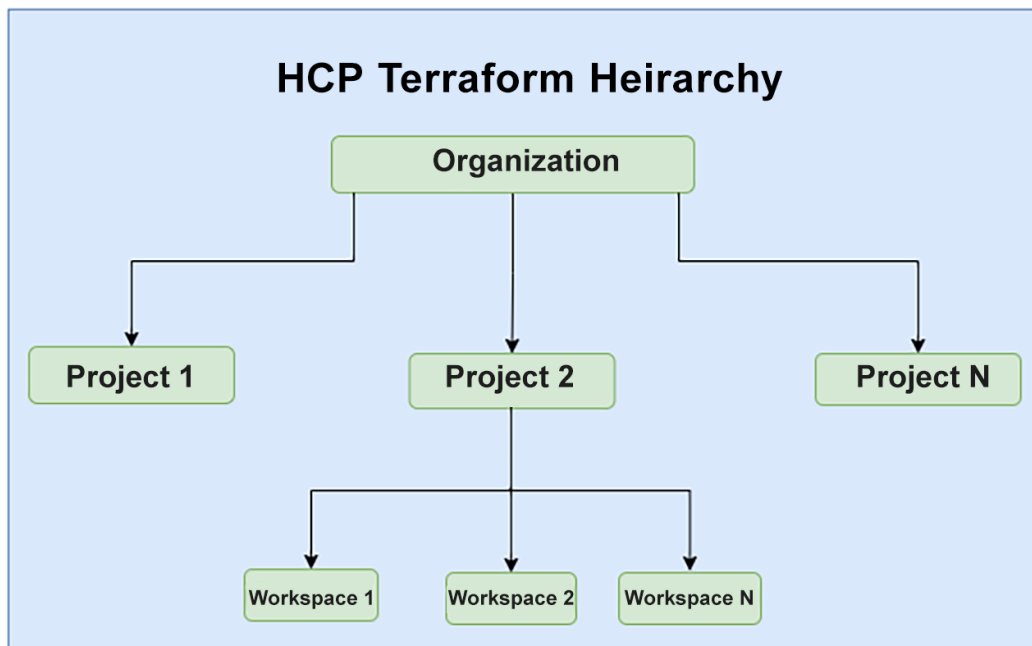 HCP Terraform Heirarchy
Organization
Project 1
Project 2
Project N
Workspace 1
Workspace 2
Workspace N